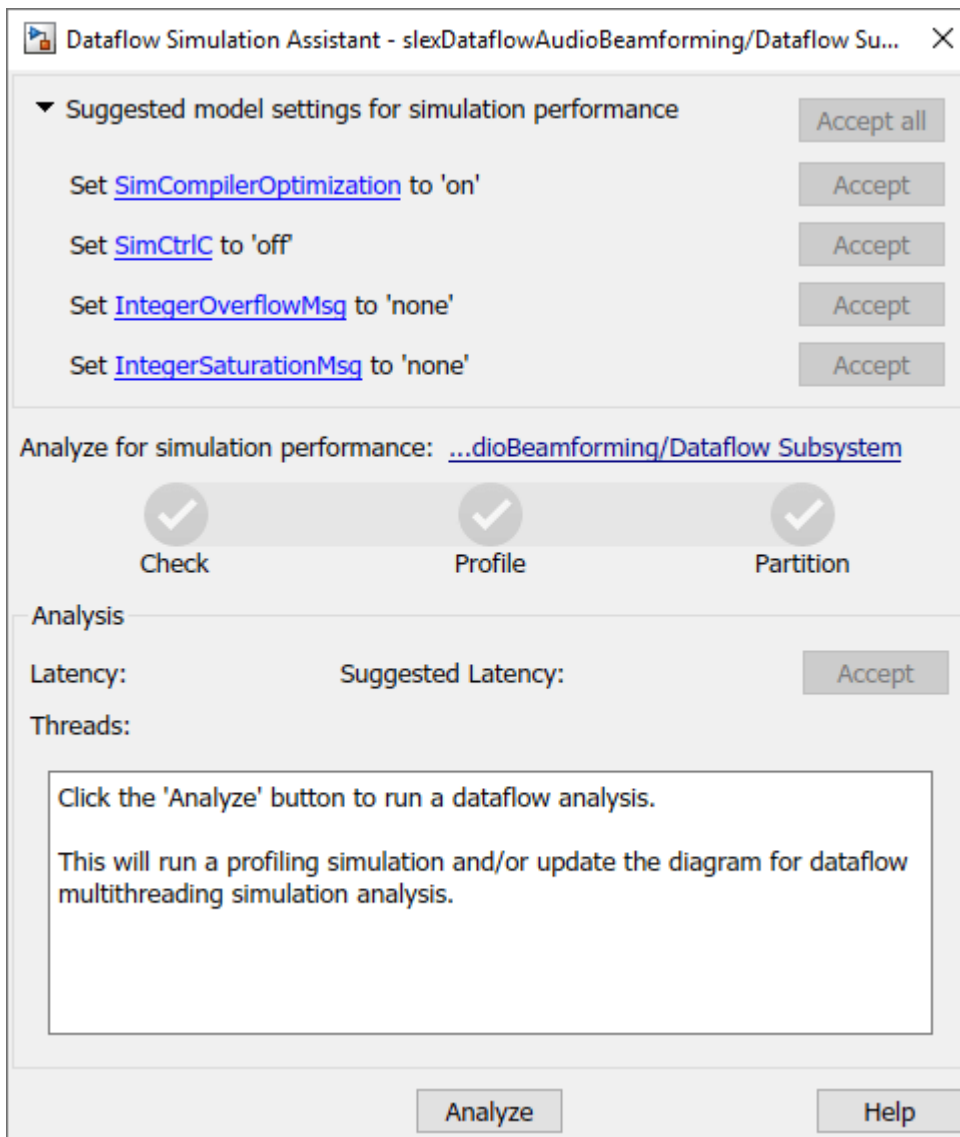 Dataflow Simulation Assistant - slexDataflowAudioBeamforming/Dataflow Su...
Suggested model settings for simulation performance
Accept all
Set SimCompilerOptimization to 'on'
Accept
Set SimCtrlC to 'off'
Accept
Set IntegerOverflowMsg to 'none'
Accept
Set IntegerSaturationMsg to 'none'
Accept
Analyze for simulation performance: ...dioBeamforming/Dataflow Subsystem
Check
Profile
Partition
Analysis
Latency:
Suggested Latency:
Accept
Threads:
Click the 'Analyze' button to run a dataflow analysis.
This will run a profiling simulation and/or update the diagram for dataflow
multithreading simulation analysis.
Analyze
Help